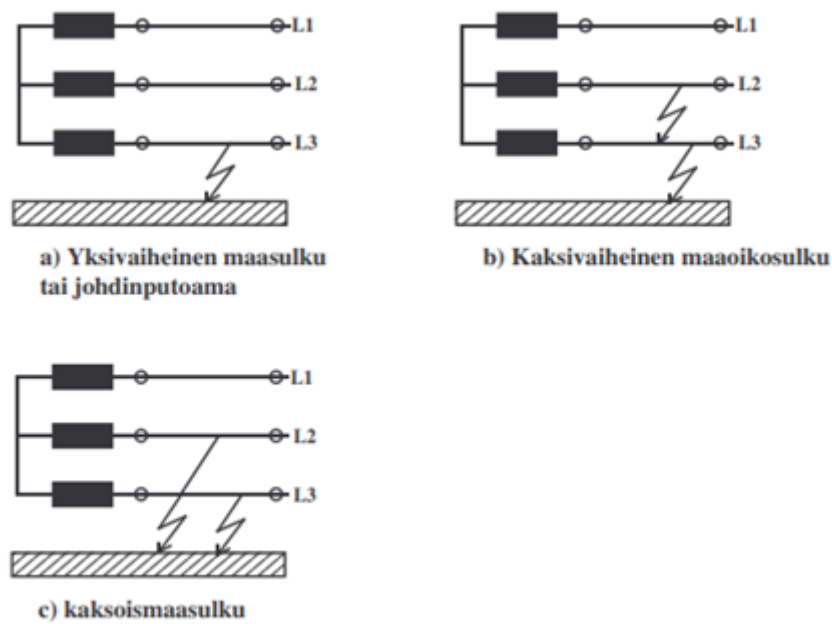 L1
L2
L3
a) Yksivaiheinen maasulku
tai johdinputoama
L1
L2
L3
b) Kaksivaiheinen maaoikosulku
L1
L2
L3
c) kaksoismaasulku